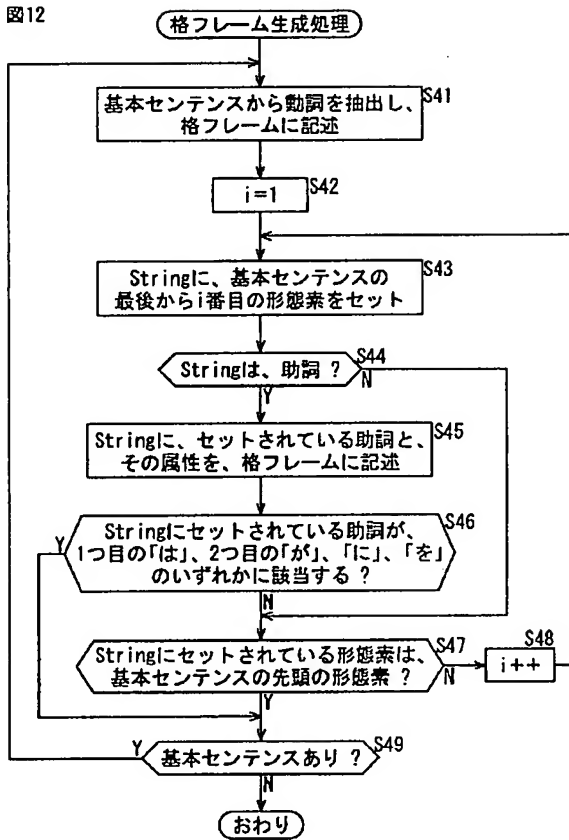 図12
格フレーム生成処理
基本センテンスから動詞を抽出し、
格フレームに記述
S41
i=1
S42
Stringに、基本センテンスの
最後からi番目の形態素をセット
S43
Stringは、助詞？
S44
N
Y
Stringに、セットされている助詞と、
その属性を、格フレームに記述
S45
Stringにセットされている助詞が、
1つ目の「は」、2つ目の「が」、「に」、「を」
のいずれかに該当する？
S46
Y
N
Stringにセットされている形態素は、
基本センテンスの先頭の形態素？
S47
N
Y
i++
S48
基本センテンスあり？
S49
Y
N
おわり